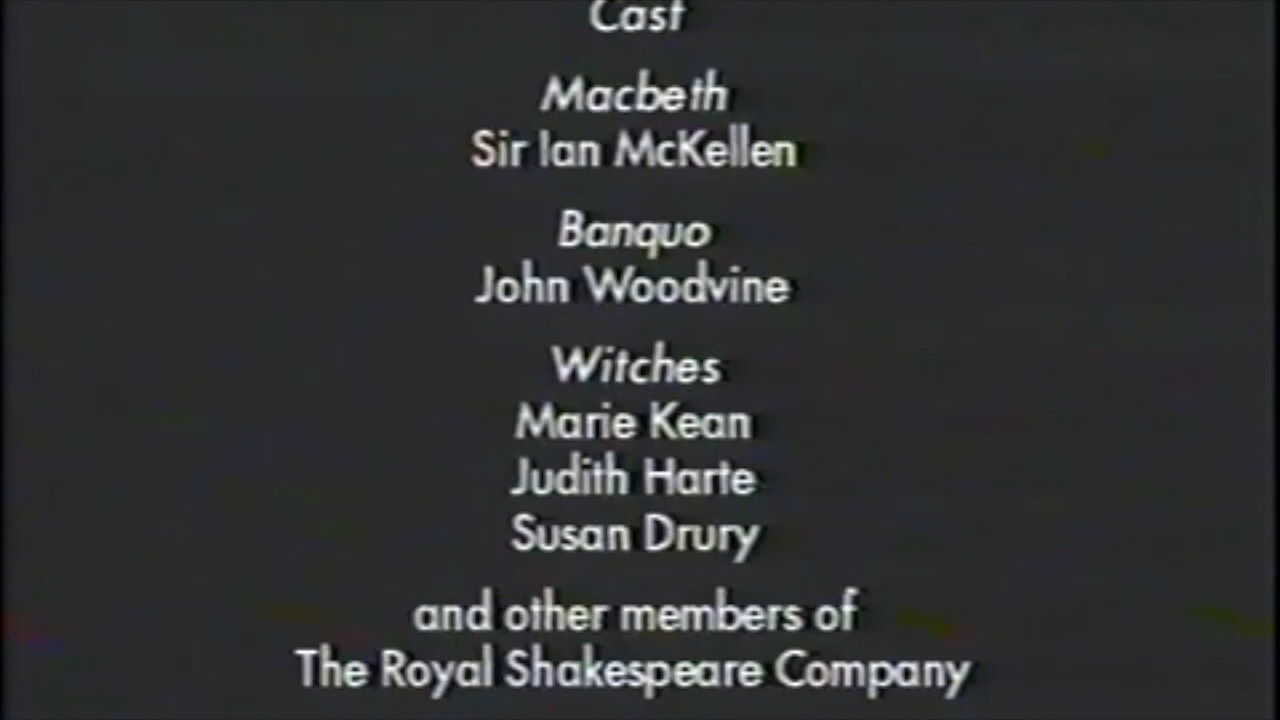 Cast
Macbeth
Sir Ian McKellen
Banquo
John Woodvine
Witches
Marie Kean
Judith Harte
Susan Drury
and other members of
The Royal Shakespeare Company